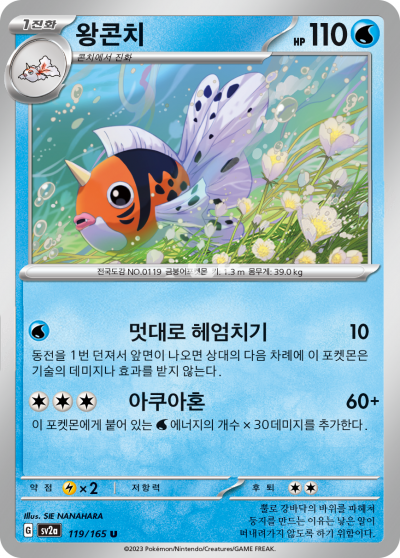 1진화 왕콘치 HP 110
콘치에서 진화
전국도감 NO.0119 금붕어포켓몬 키: 1.3 m 몸무게: 39.0 kg
멋대로 헤엄치기 10
동전을 1번 던져서 앞면이 나오면 상대의 다음 차례에 이 포켓몬은
기술의 데미지나 효과를 받지 않는다.
아쿠아혼 60+
이 포켓몬에게 붙어 있는 에너지의 개수 ×30데미지를 추가한다.
약점 ×2 저항력 후퇴
Illus. SIE NANAHARA
G sv2a 119/165 U
뿔로 강바닥의 바위를 파헤쳐
둥지를 만드는 이유는 낳은 알이
떠내려가지 않도록 하기 위함이다.
©2023 Pokémon/Nintendo/Creatures/GAME FREAK.